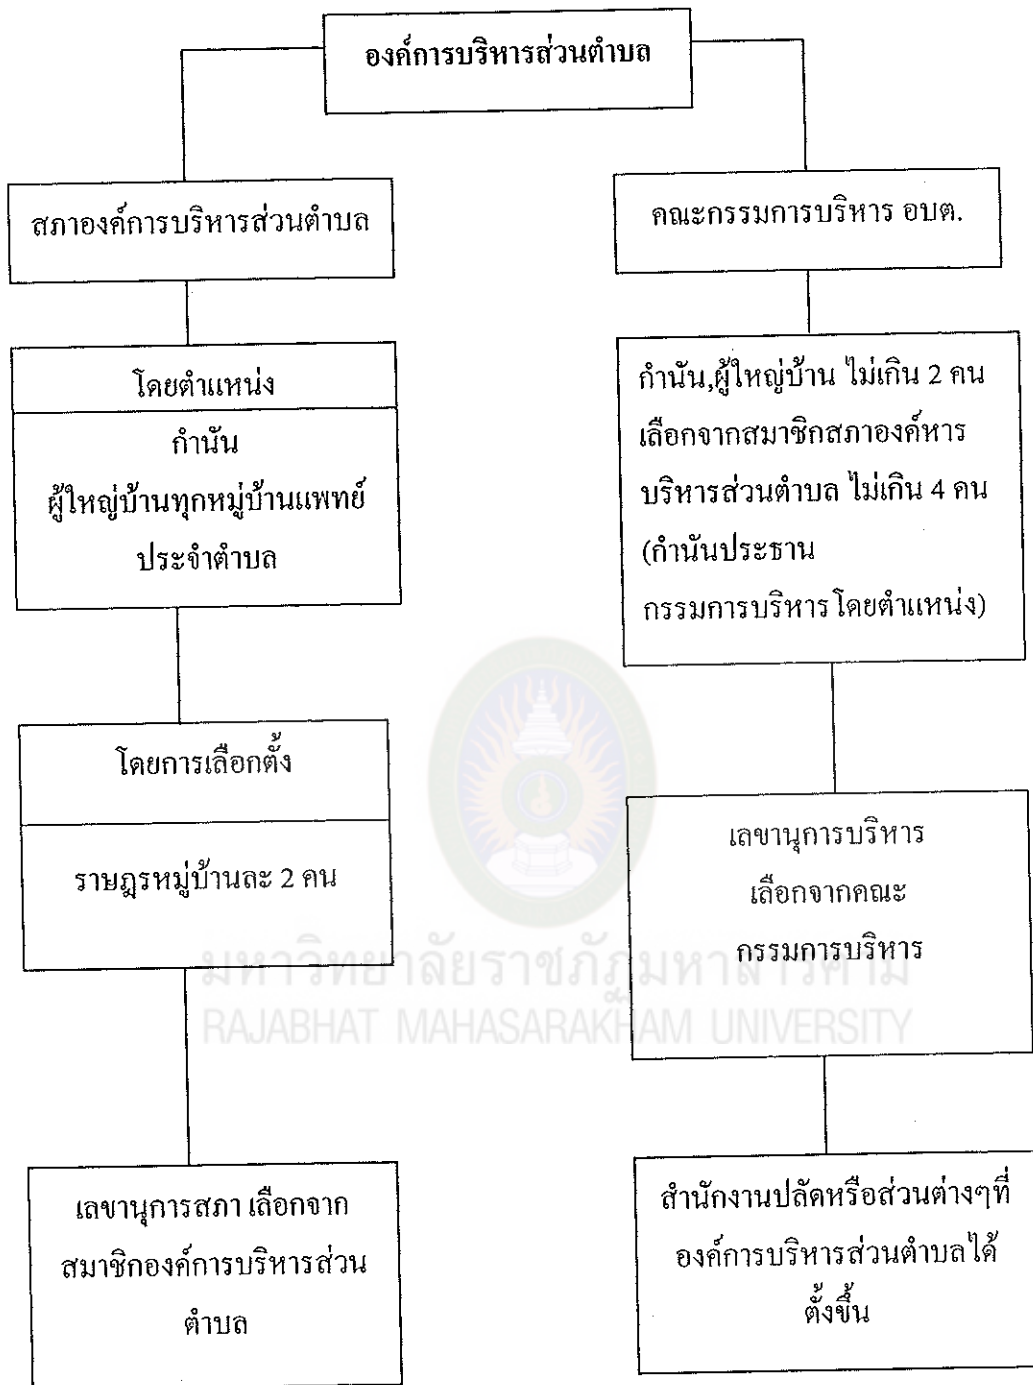 องค์การบริหารส่วนตำบล
สภาองค์การบริหารส่วนตำบล
คณะกรรมการบริหาร อบต.
โดยตำแหน่ง
กำนัน
ผู้ใหญ่บ้านทุกหมู่บ้านแพทย์
ประจำตำบล
กำนัน,ผู้ใหญ่บ้าน ไม่เกิน 2 คน
เลือกจากสมาชิกสภาองค์หาร
บริหารส่วนตำบล ไม่เกิน 4 คน
(กำนันประธาน
กรรมการบริหารโดยตำแหน่ง)
โดยการเลือกตั้ง
ราษฎรหมู่บ้านละ 2 คน
เลขานุการบริหาร
เลือกจากคณะ
กรรมการบริหาร
มหาวิทยาลัยราชภัฏมหาสารคาม
RAJABHAT MAHASARAKHAM UNIVERSITY
เลขานุการสภา เลือกจาก
สมาชิกองค์การบริหารส่วน
ตำบล
สำนักงานปลัดหรือส่วนต่างๆที่
องค์การบริหารส่วนตำบลได้
ตั้งขึ้น